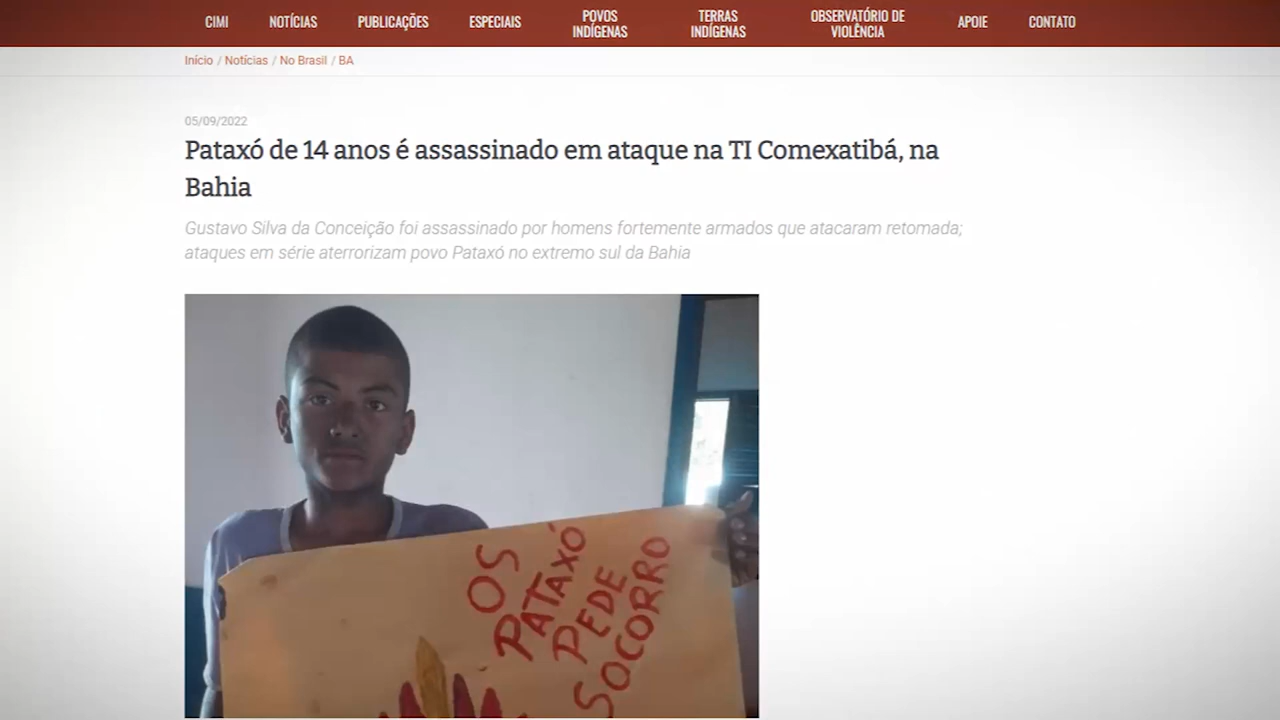 CIMI
NOTÍCIAS
PUBLICAÇÕES
ESPECIAIS
POVOS
INDÍGENAS
TERRAS
INDÍGENAS
OBSERVATÓRIO DE
VIOLÊNCIA
APOIE
CONTATO
Início / Notícias / No Brasil / BA
05/09/2022
Pataxó de 14 anos é assassinado em ataque na TI Comexatibá, na
Bahia
Gustavo Silva da Conceição foi assassinado por homens fortemente armados que atacaram retomada;
ataques em série aterrorizam povo Pataxó no extremo sul da Bahia
OS
PATAXÓ
PEDE
SOCORRO